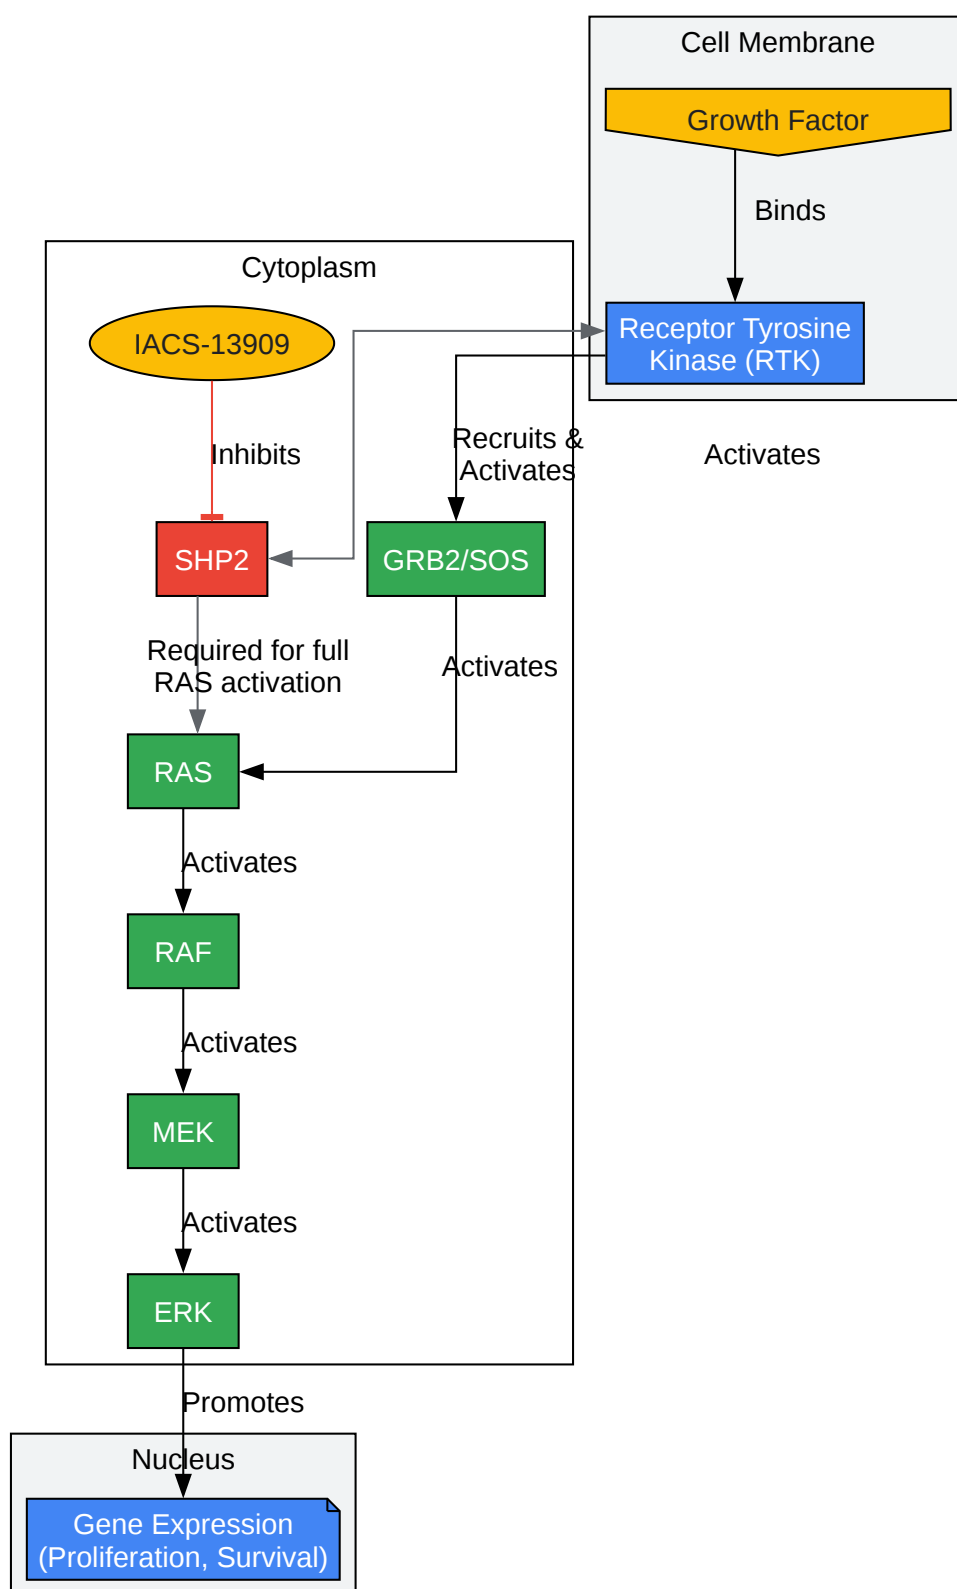 Cell Membrane
Growth Factor
Binds
Cytoplasm
IACS-13909
Receptor Tyrosine
Kinase (RTK)
Inhibits
Recruits &
Activates
Activates
SHP2
GRB2/SOS
Required for full
RAS activation
Activates
RAS
Activates
RAF
Activates
MEK
Activates
ERK
Promotes
Nucleus
Gene Expression
(Proliferation, Survival)